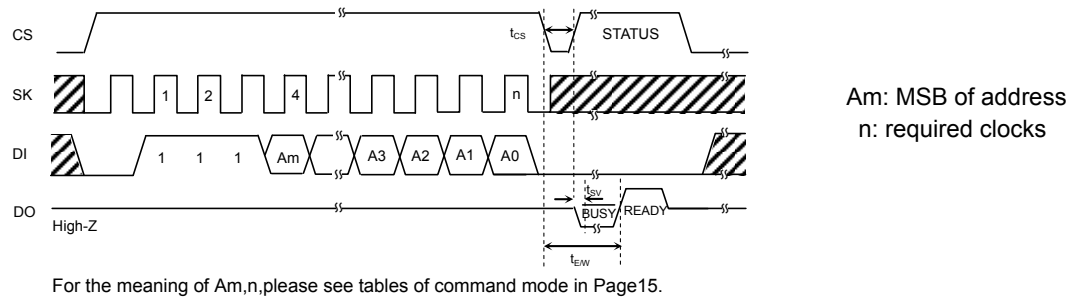 CS
tCS
STATUS
SK
1
2
4
n
DI
1 1 1 Am A3 A2 A1 A0
DO
High-Z
tSV
BUSY
READY
tE/W
Am: MSB of address
n: required clocks
For the meaning of Am,n,please see tables of command mode in Page15.